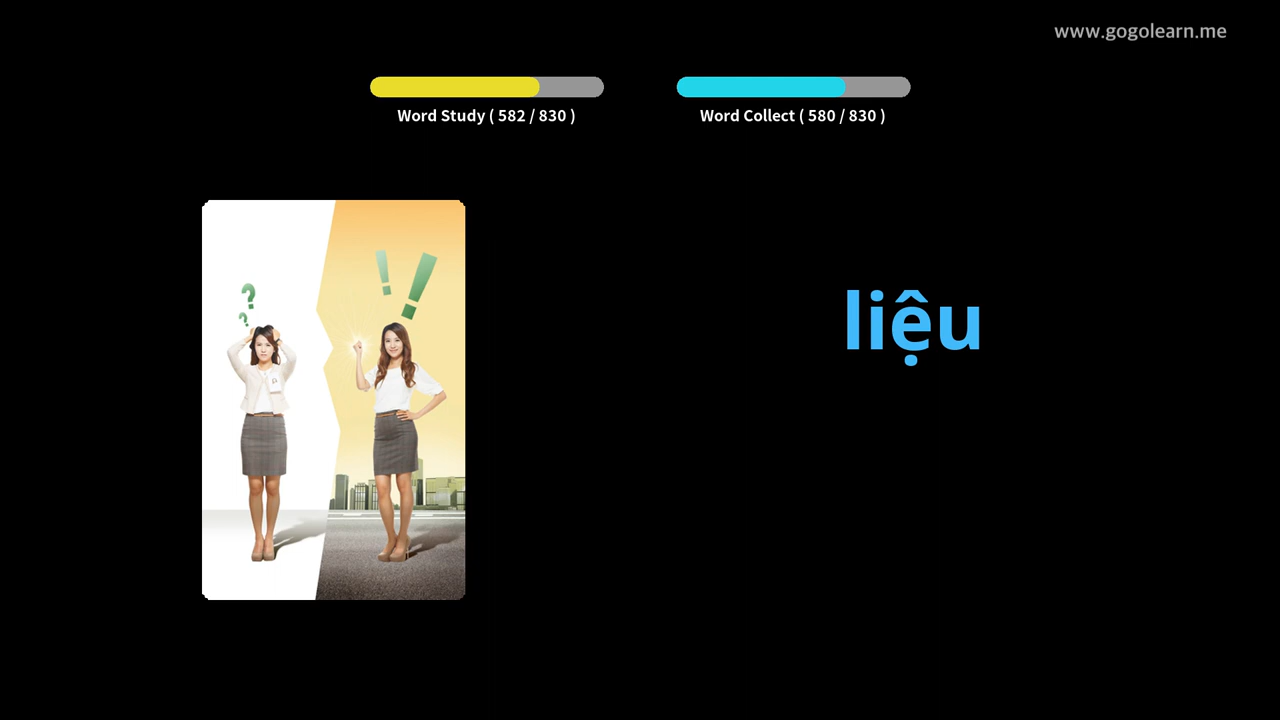 www.gogolearn.me
Word Study ( 582 / 830 )
Word Collect ( 580 / 830 )
? ?
! !
liệu